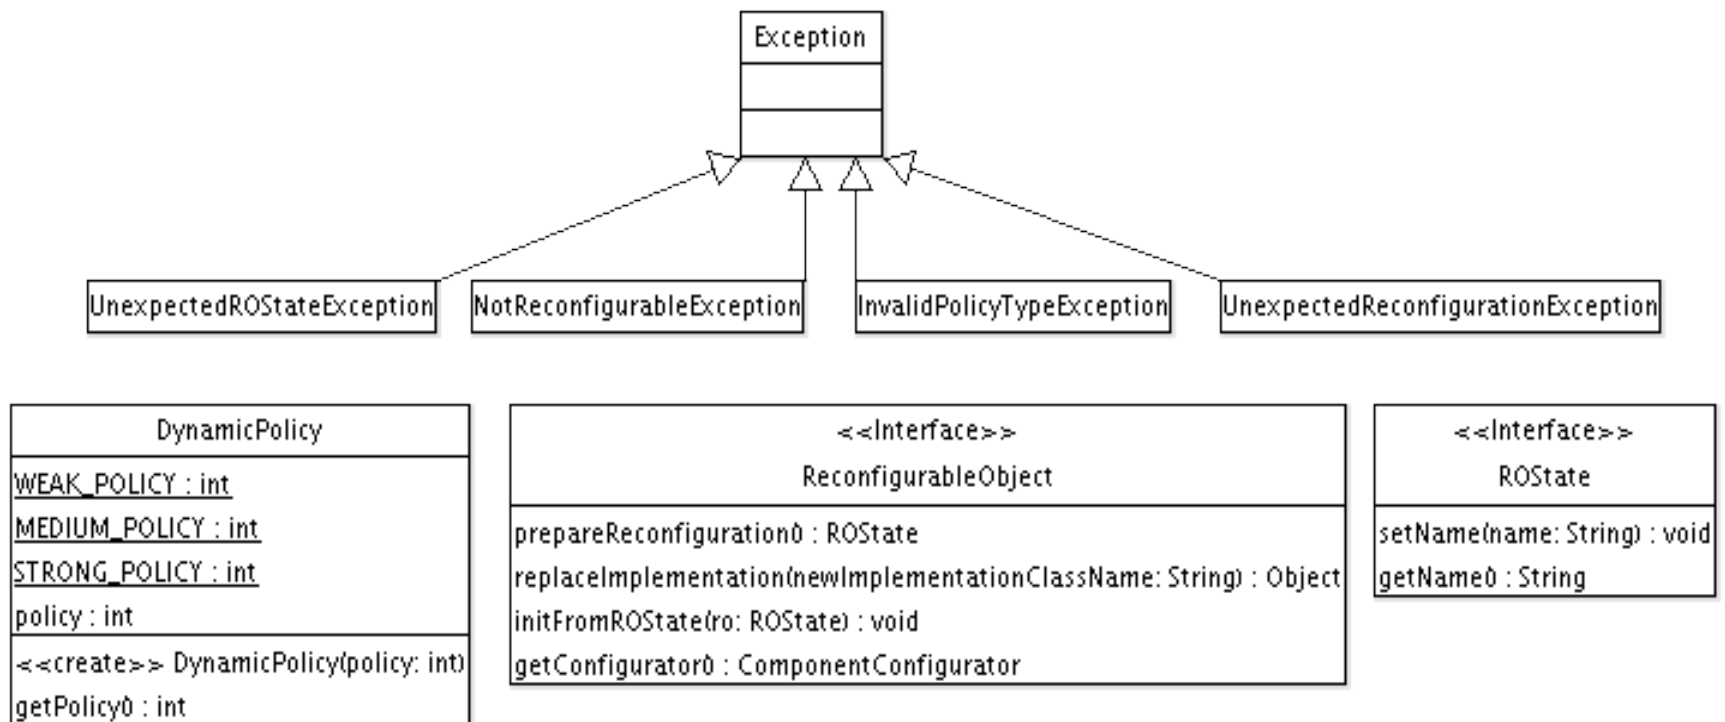 Exception
UnexpectedROStateException
NotReconfigurableException
InvalidPolicyTypeException
UnexpectedReconfigurationException
DynamicPolicy
WEAK_POLICY : int
MEDIUM_POLICY : int
STRONG_POLICY : int
policy : int
<<create>> DynamicPolicy(policy: int)
getPolicy() : int
<<Interface>>
ReconfigurableObject
prepareReconfiguration() : ROState
replaceImplementation(newImplementationClassName: String) : Object
initFromROState(ro: ROState) : void
getConfigurator() : ComponentConfigurator
<<Interface>>
ROState
setName(name: String) : void
getName() : String